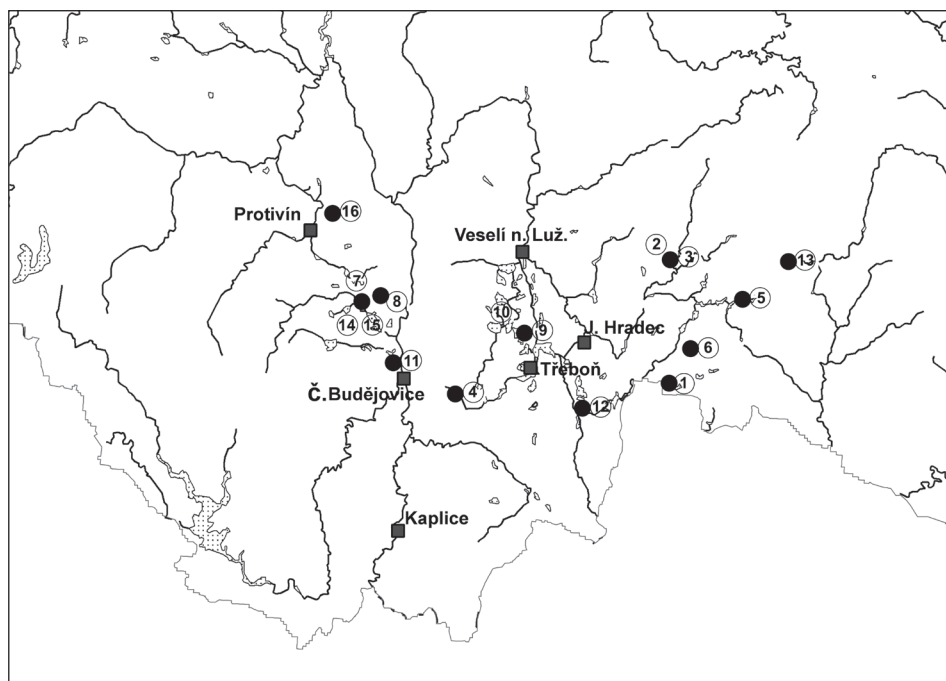 16
Protivín
Veselí n. Luž.
2
3
13
7
8
5
14
15
10
9
J. Hradec
6
11
Třeboň
1
Č. Budějovice
4
12
Kaplice